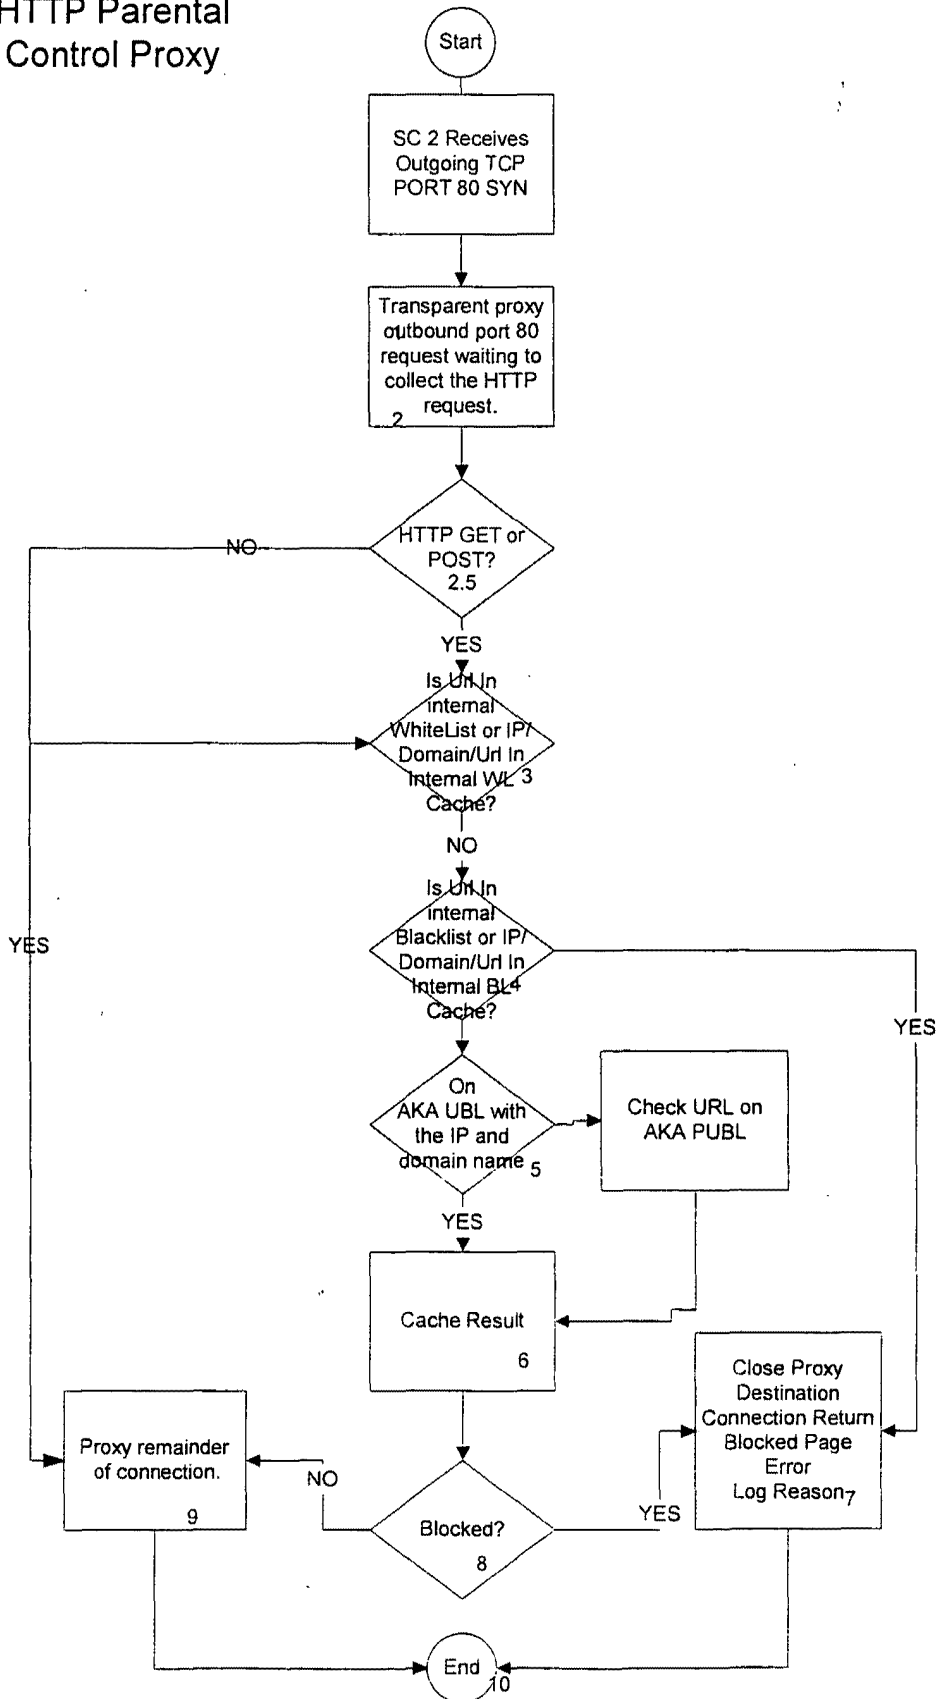 HTTP Parental
Control Proxy
Start
SC 2 Receives
Outgoing TCP
PORT 80 SYN
Transparent proxy
outbound port 80
request waiting to
collect the HTTP
request.
2
HTTP GET or
POST?
2.5
NO
YES
Is Url In
internal
WhiteList or IP/
Domain/Url In
Internal WL 3
Cache?
NO
Is Url In
internal
Blacklist or IP/
Domain/Url In
Internal BL 4
Cache?
YES
YES
On
AKA UBL with
the IP and
domain name 5
Check URL on
AKA PUBL
YES
Cache Result
6
Close Proxy
Destination
Connection Return
Blocked Page
Error
Log Reason 7
Proxy remainder
of connection.
9
NO
Blocked?
8
YES
End 10